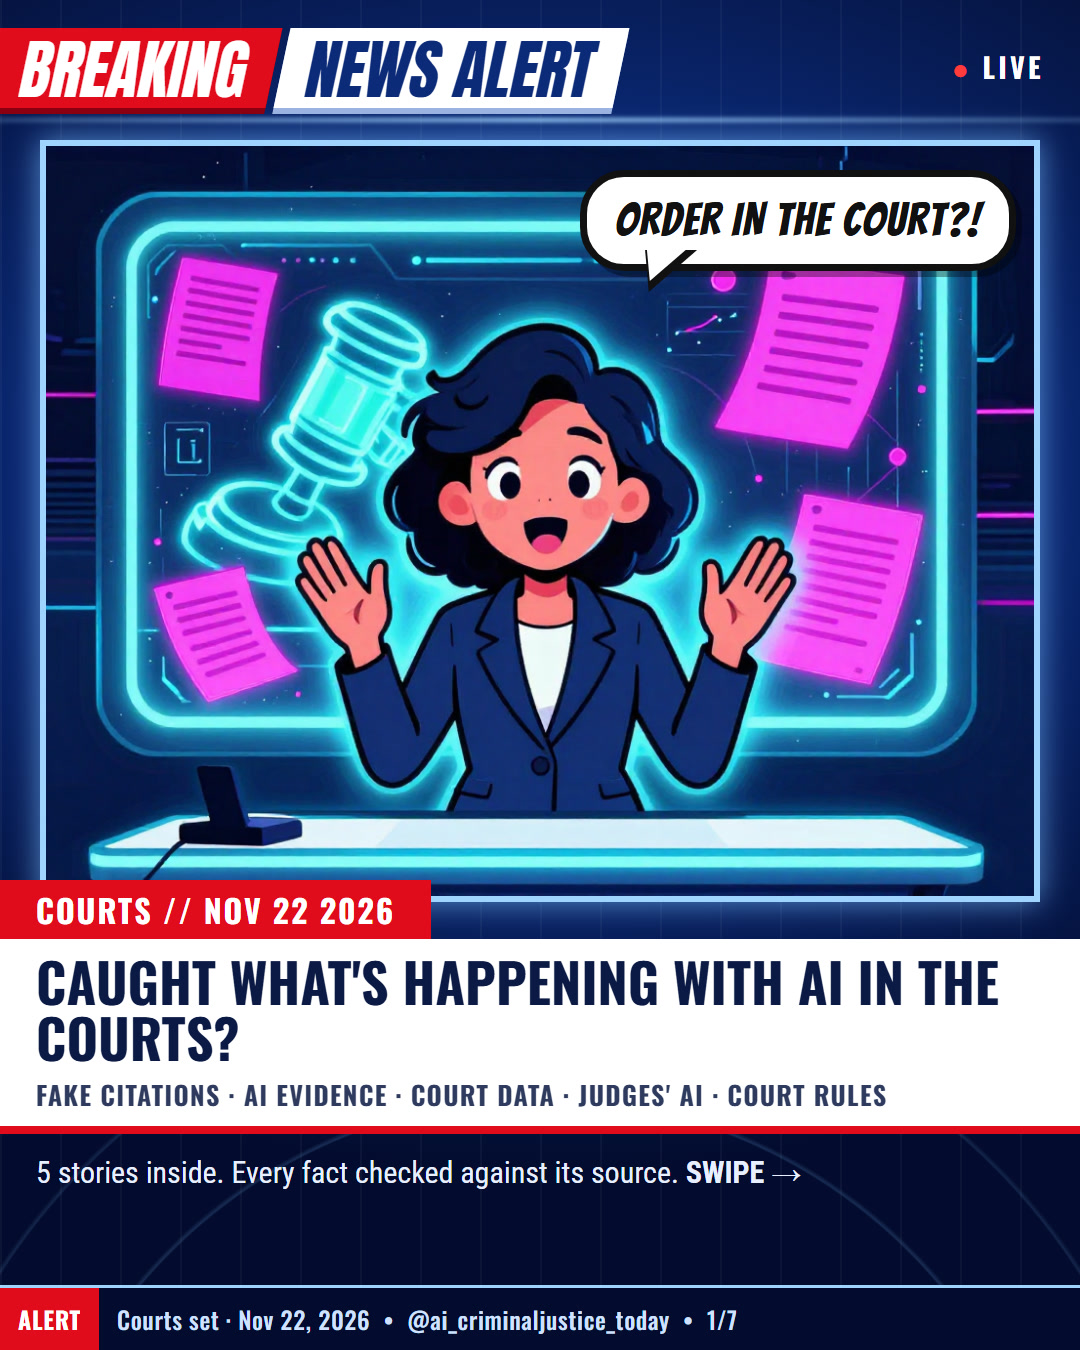 BREAKING NEWS ALERT
LIVE
ORDER IN THE COURT?!
Li
COURTS // NOV 22 2026
CAUGHT WHAT'S HAPPENING WITH AI IN THE
COURTS?
FAKE CITATIONS · AI EVIDENCE · COURT DATA · JUDGES' AI · COURT RULES
5 stories inside. Every fact checked against its source. SWIPE →
ALERT Courts set · Nov 22, 2026 • @ai_criminaljustice_today • 1/7